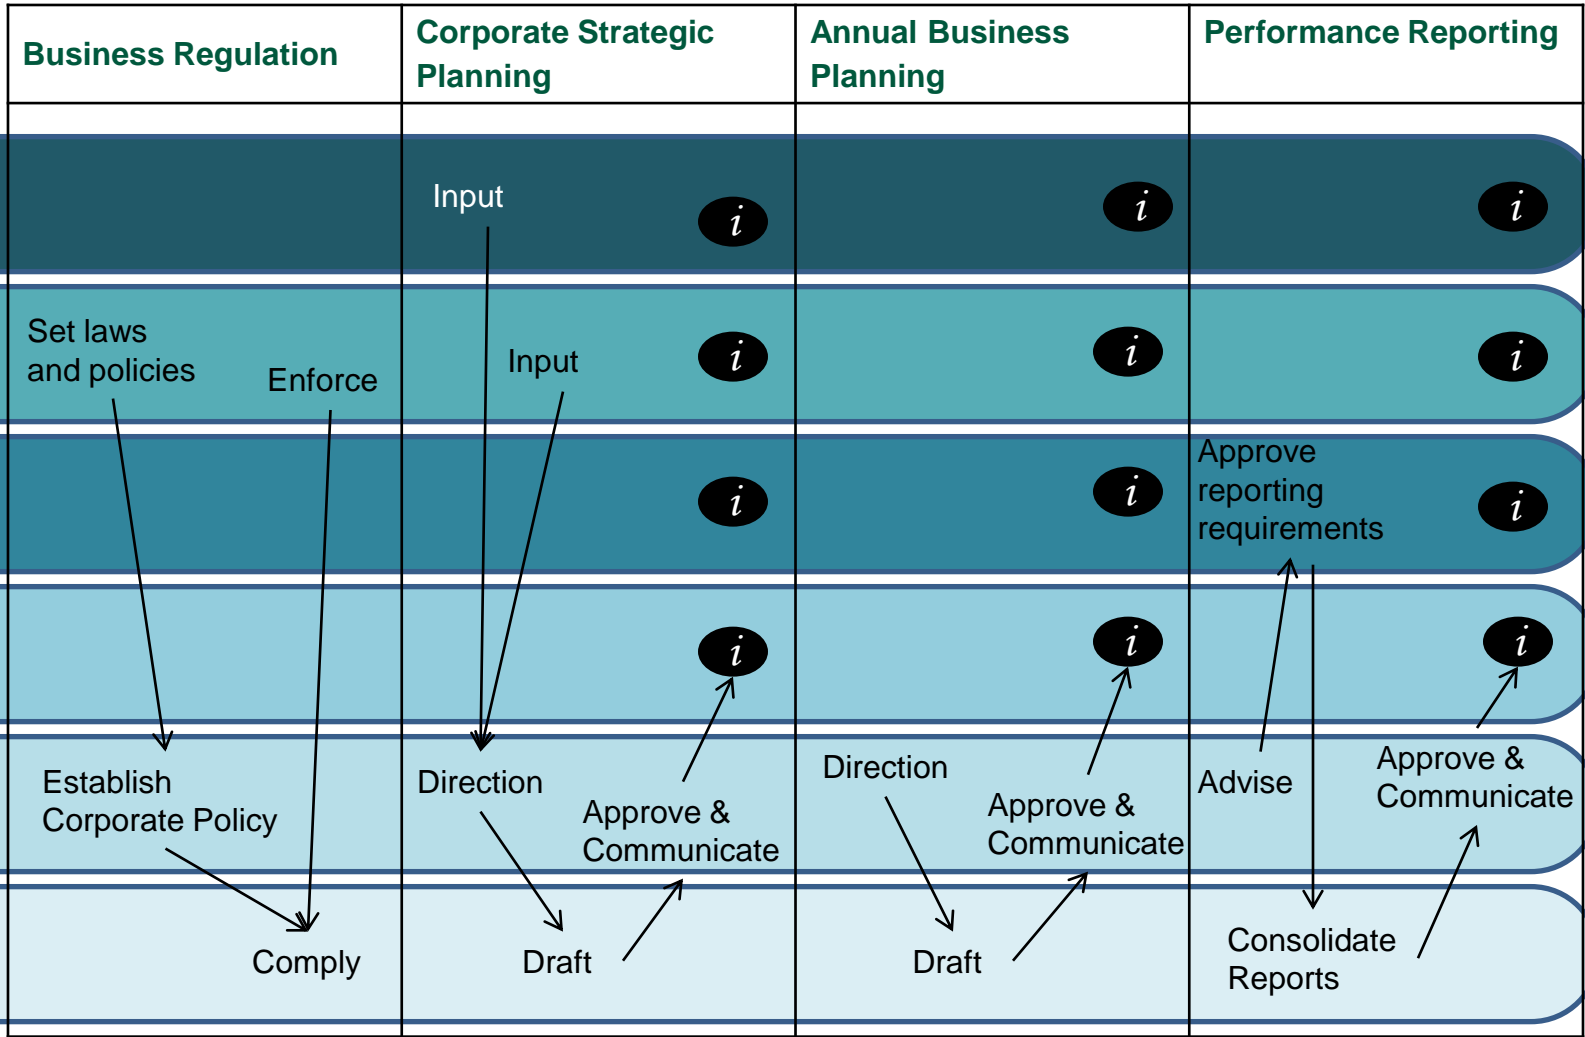 Business Regulation
Corporate Strategic
Planning
Annual Business
Planning
Performance Reporting
Input
i
i
i
Set laws
and policies
Enforce
Input
i
i
i
i
i
Approve
reporting
requirements
i
i
i
i
Establish
Corporate Policy
Direction
Approve &
Communicate
Direction
Approve &
Communicate
Advise
Approve &
Communicate
Comply
Draft
Draft
Consolidate
Reports